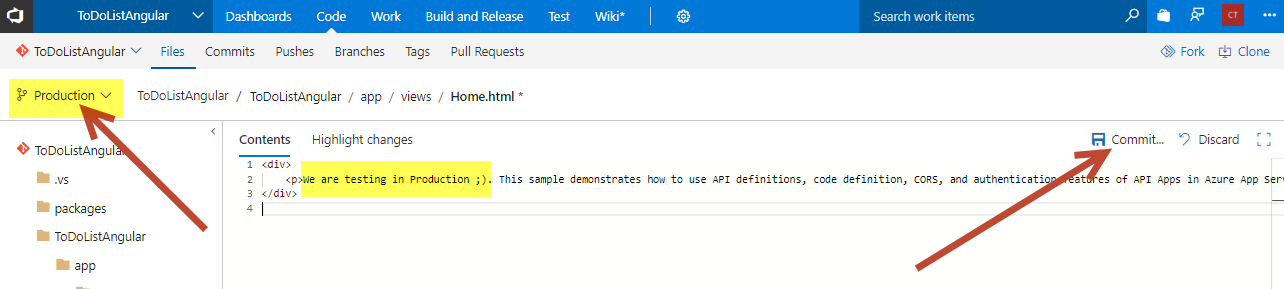 ToDoListAngular Dashboards Code Work Build and Release Test Wiki* Search work items CT
ToDoListAngular Files Commits Pushes Branches Tags Pull Requests Fork Clone
Production ToDoListAngular / ToDoListAngular / app / views / Home.html *
ToDoListAngular
.vs
packages
ToDoListAngular
app
Contents Highlight changes Commit... Discard
1 <div>
2 <p>We are testing in Production ;). This sample demonstrates how to use API definitions, code definition, CORS, and authentication features of API Apps in Azure App Serv
3 </div>
4